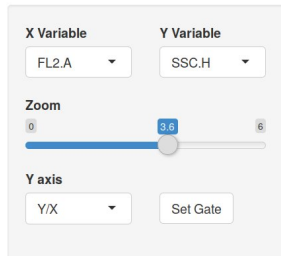 X Variable Y Variable
FL2.A SSC.H
Zoom
0 3.6 6
Y axis
Y/X Set Gate